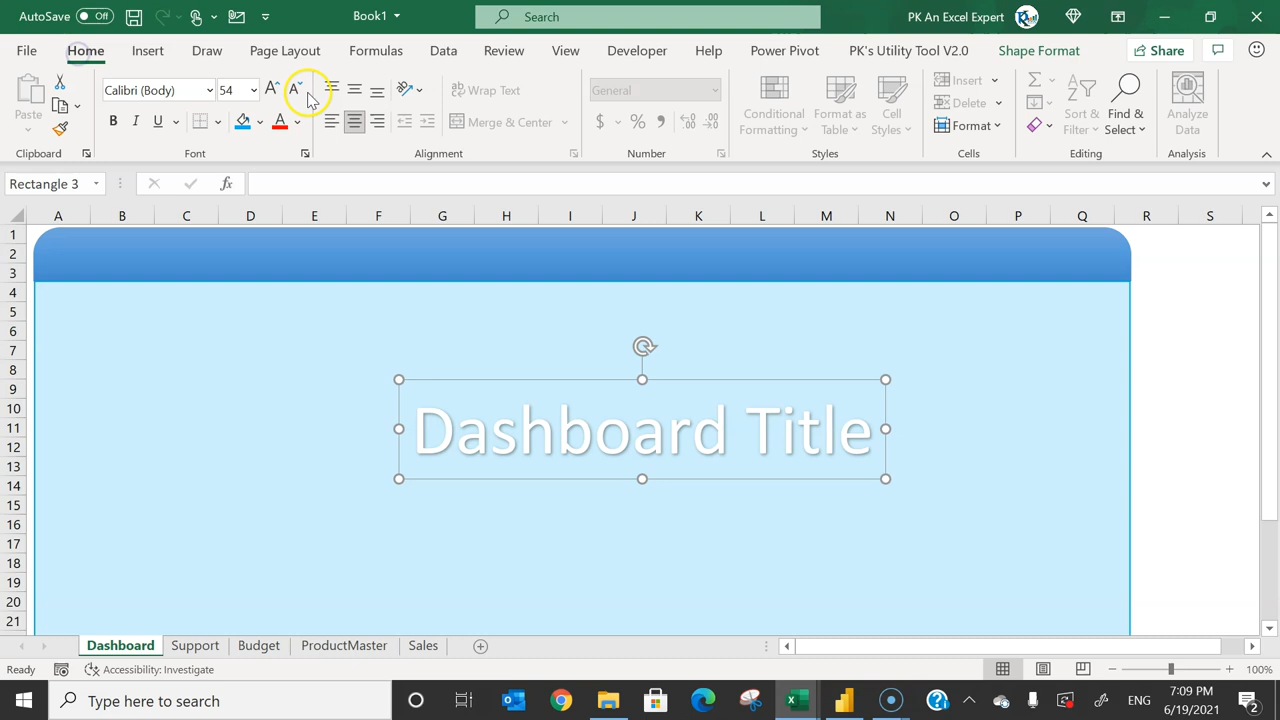 AutoSave Off Book1 Search PK An Excel Expert
File Home Insert Draw Page Layout Formulas Data Review View Developer Help Power Pivot PK's Utility Tool V2.0 Shape Format Share
Calibri (Body) 54 Wrap Text General Insert
Paste Merge & Center Conditional Formatting Format as Table Cell Styles Delete Sort & Filter Find & Select Analyze Data
Format
Clipboard Font Alignment Number Styles Cells Editing Analysis
Rectangle 3 fx
A B C D E F G H I J K L M N O P Q R S
1
2
3
4
5
6
7
8
9
10
11
12
13
14
15
16
17
18
19
20
21
Dashboard Title
Dashboard Support Budget ProductMaster Sales
Ready Accessibility: Investigate 100%
Type here to search ENG 7:09 PM
6/19/2021 2